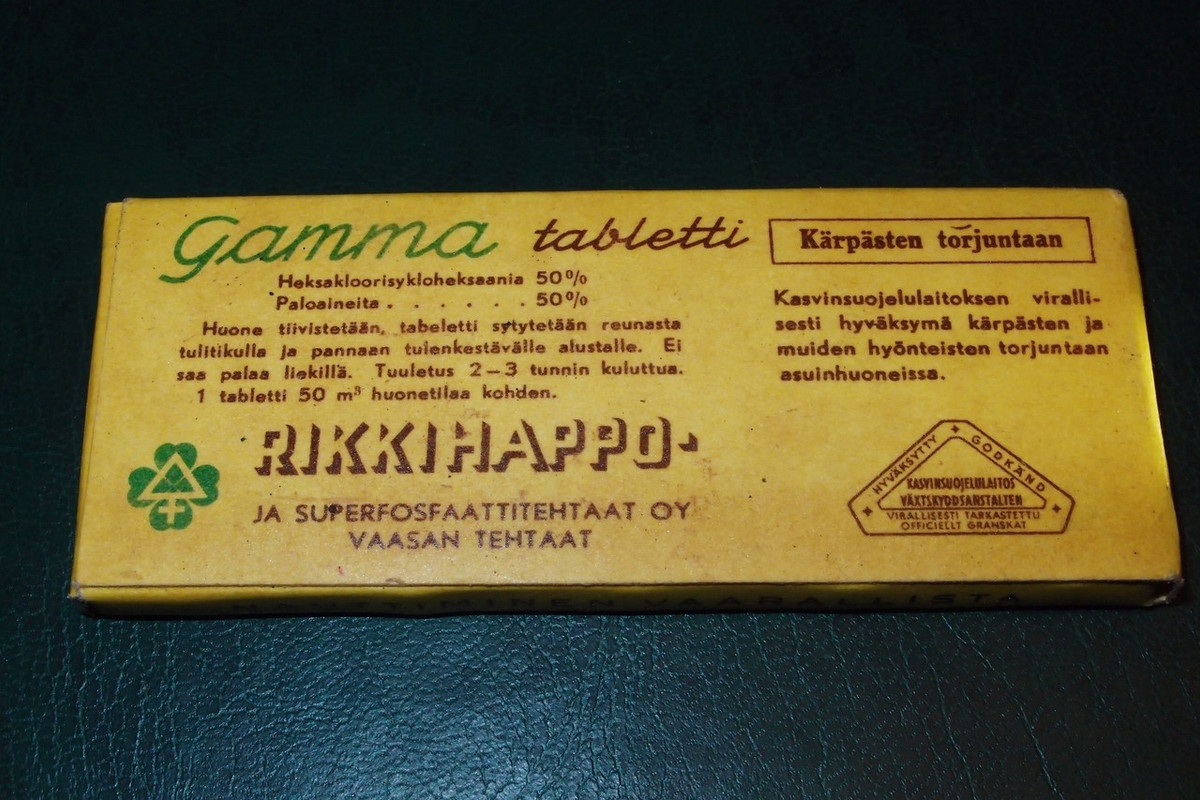 Gamma tabletti
Heksakloorisykloheksaania 50%
Paloaineita . . . . . . 50%
Huone tiivistetään, tabeletti sytytetään reunasta
tulitikulla ja pannaan tulenkestävälle alustalle. Ei
saa palaa liekillä. Tuuletus 2–3 tunnin kuluttua.
1 tabletti 50 m³ huonetilaa kohden.
RIKKIHAPPO-
JA SUPERFOSFAATTITEHTAAT OY
VAASAN TEHTAAT
Kärpästen torjuntaan
Kasvinsuojelulaitoksen viralli-
sesti hyväksymä kärpästen ja
muiden hyönteisten torjuntaan
asuinhuoneissa.
HYVÄKSYTTY GODKÄND
KASVINSUOJELULAITOS
VÄXTSKYDDSANSTALTEN
VIRALLISESTI TARKASTETTU
OFFICIELLT GRANSKAT
VAARALLISTA